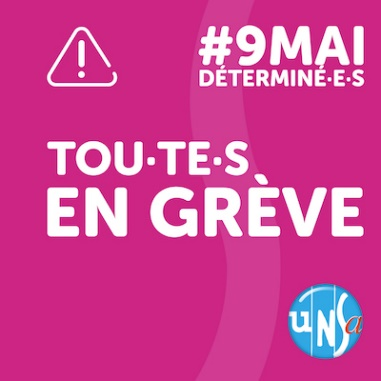 #9MAI
DÉTERMINÉ·E·S
TOU·TE·S
EN GRÈVE
UNSa